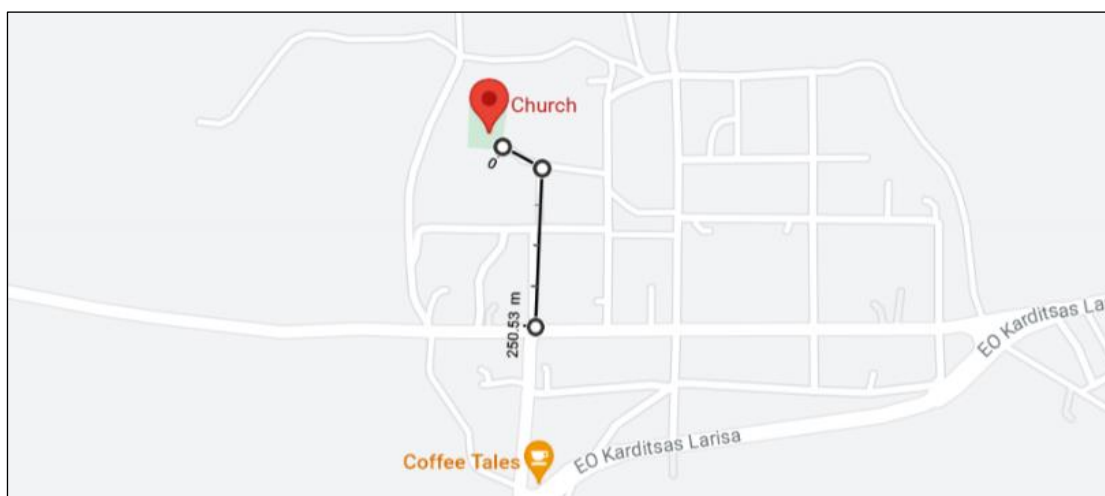 Church
0
250.53 m
EO Karditsas La
Coffee Tales
EO Karditsas Larisa